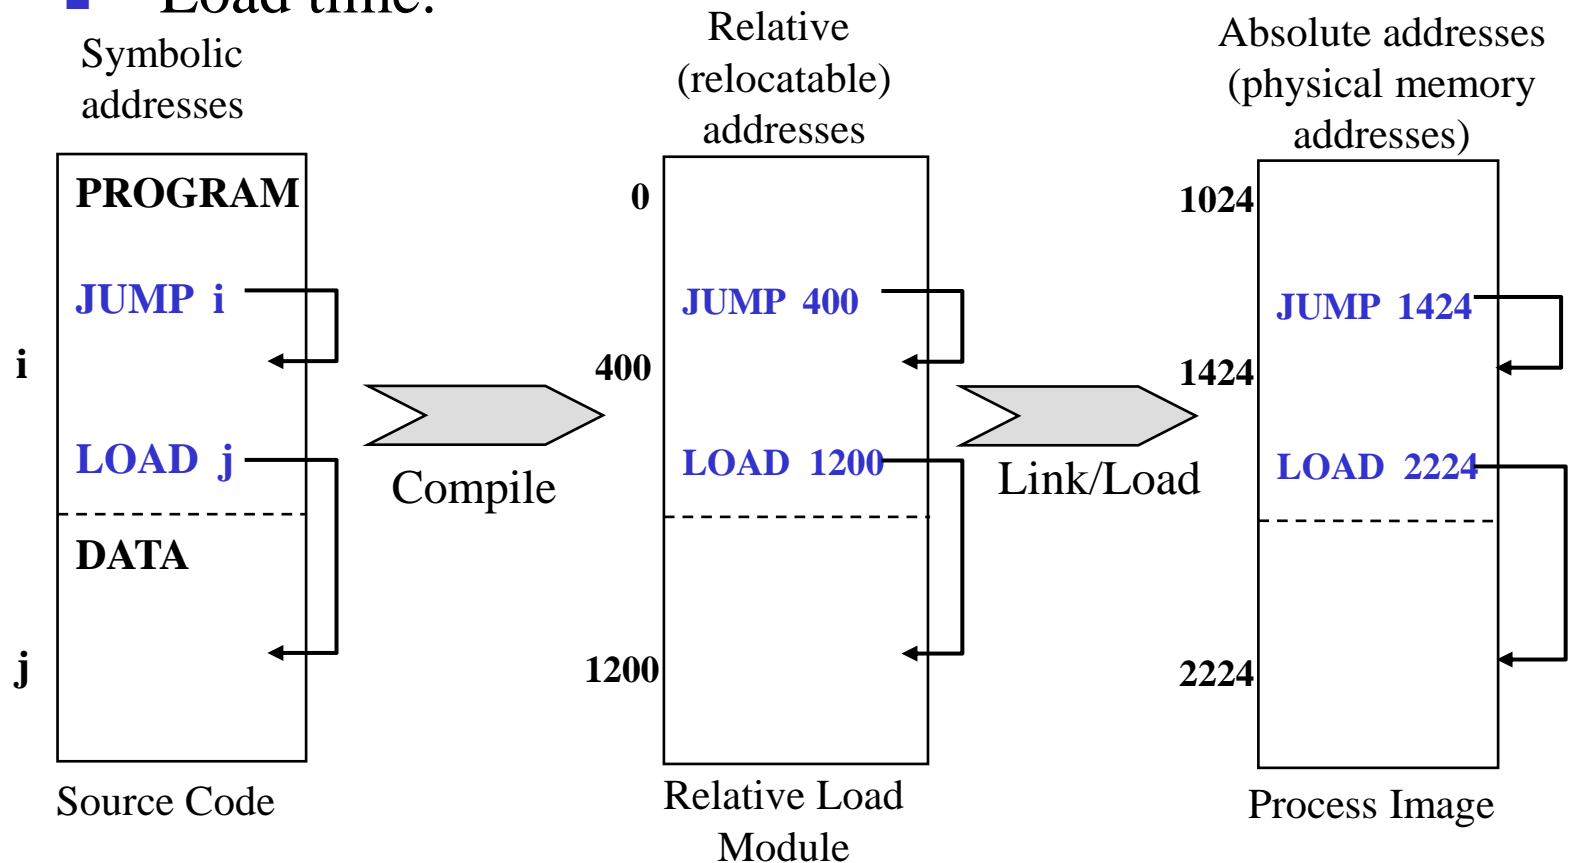 Load time:
Symbolic
addresses
Relative
(relocatable)
addresses
Absolute addresses
(physical memory
addresses)
PROGRAM
JUMP i
i
LOAD j
DATA
j
Source Code
Compile
0
JUMP 400
400
LOAD 1200
1200
Relative Load
Module
Link/Load
1024
JUMP 1424
1424
LOAD 2224
2224
Process Image